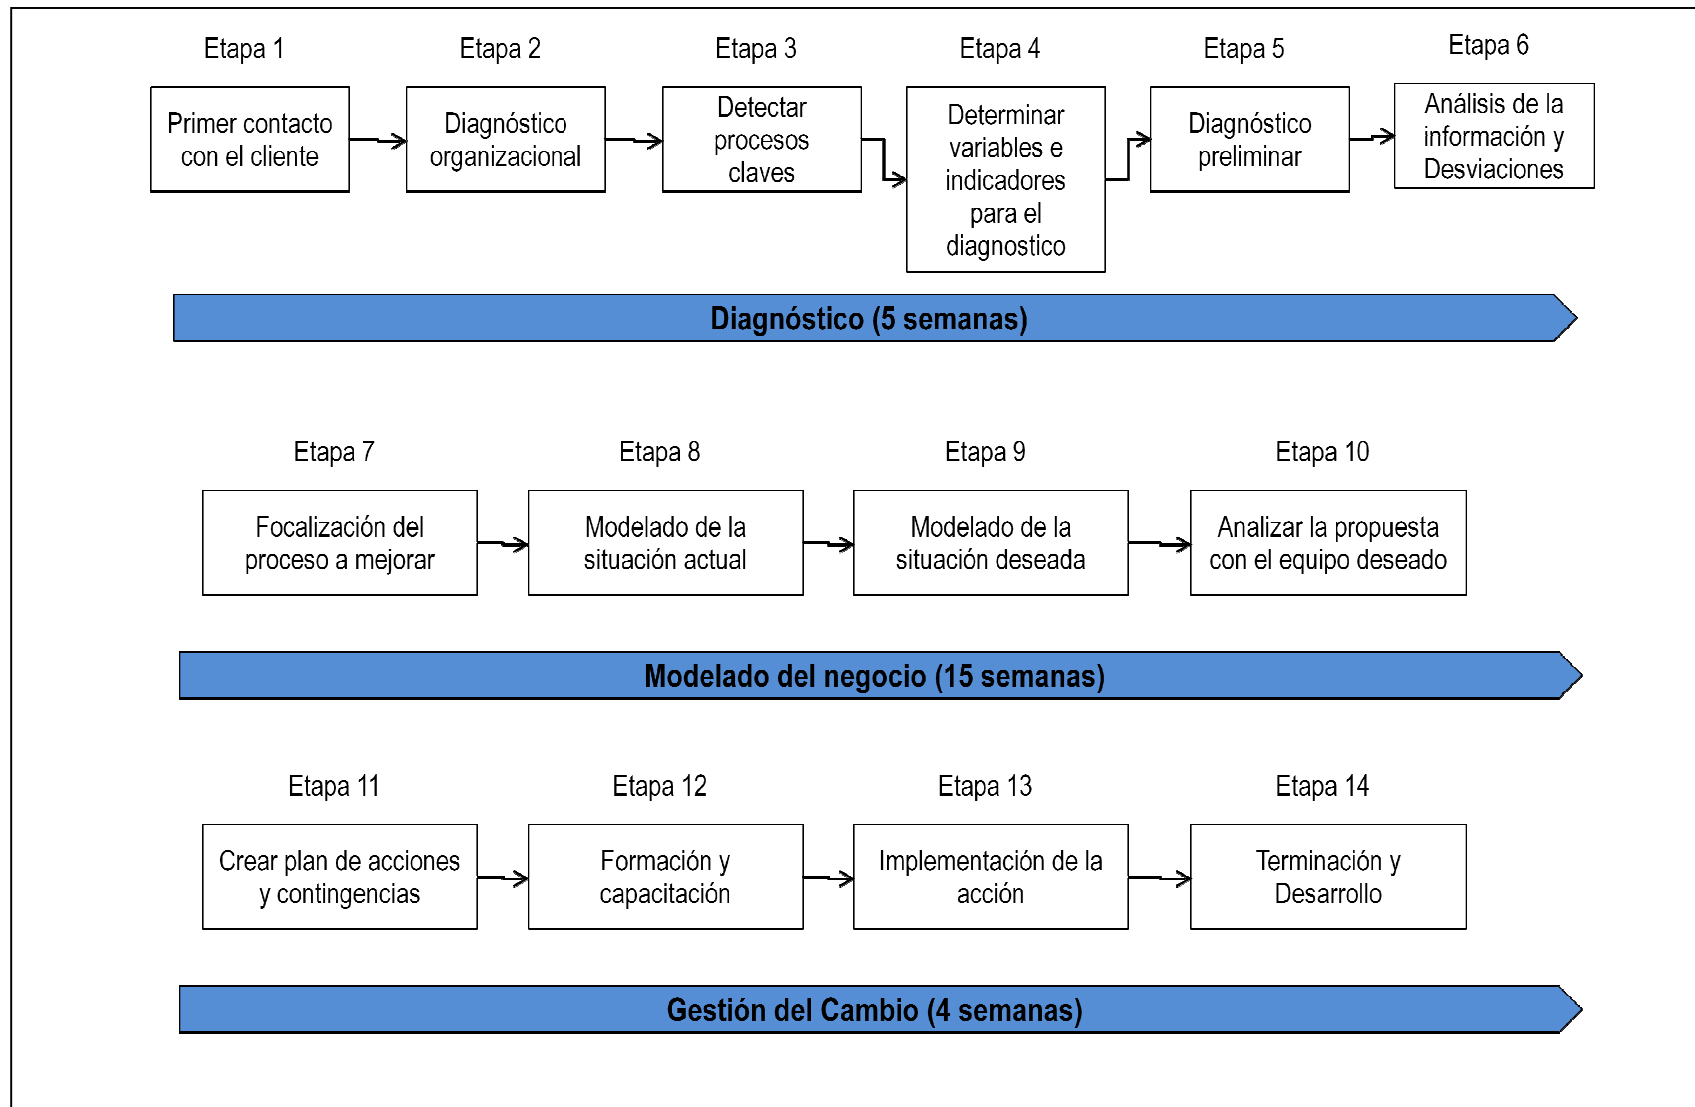 Etapa 1
Etapa 2
Etapa 3
Etapa 4
Etapa 5
Etapa 6
Primer contacto
con el cliente
Diagnóstico
organizacional
Detectar
procesos
claves
Determinar
variables e
indicadores
para el
diagnostico
Diagnóstico
preliminar
Análisis de la
información y
Desviaciones
Diagnóstico (5 semanas)
Etapa 7
Etapa 8
Etapa 9
Etapa 10
Focalización del
proceso a mejorar
Modelado de la
situación actual
Modelado de la
situación deseada
Analizar la propuesta
con el equipo deseado
Modelado del negocio (15 semanas)
Etapa 11
Etapa 12
Etapa 13
Etapa 14
Crear plan de acciones
y contingencias
Formación y
capacitación
Implementación de la
acción
Terminación y
Desarrollo
Gestión del Cambio (4 semanas)